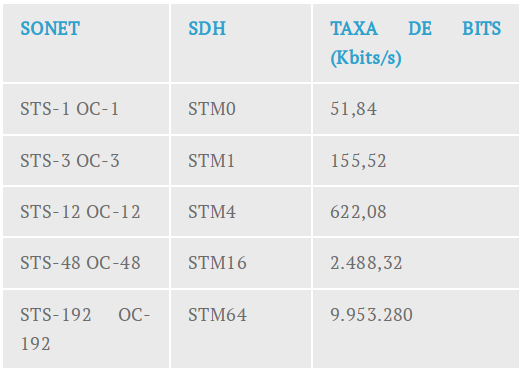 SONET SDH TAXA DE BITS
(Kbits/s)
STS-1 OC-1 STM0 51,84
STS-3 OC-3 STM1 155,52
STS-12 OC-12 STM4 622,08
STS-48 OC-48 STM16 2.488,32
STS-192 OC- STM64 9.953.280
192